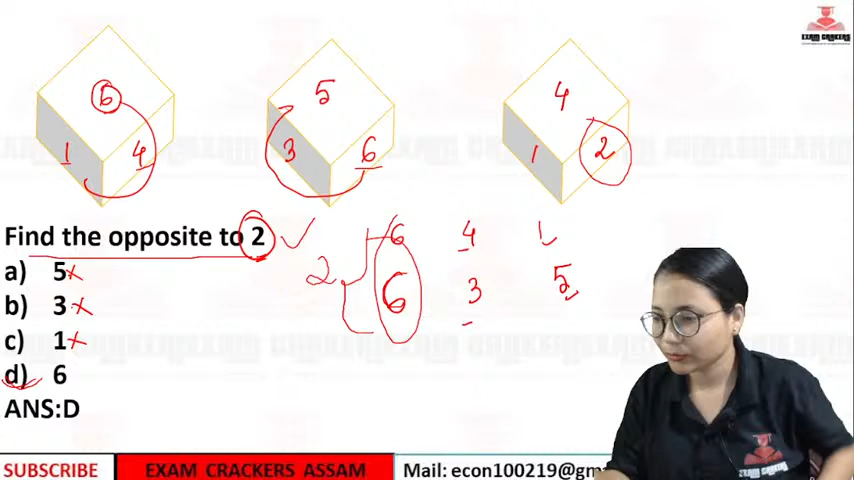 EXAM CRACKERS
6
5
4
1
4
3
6
1
2
Find the opposite to 2
6 4 1
a) 5
2
b) 3
6 3 5
c) 1
d) 6
ANS:D
SUBSCRIBE
EXAM CRACKERS ASSAM
Mail: econ100219@gma